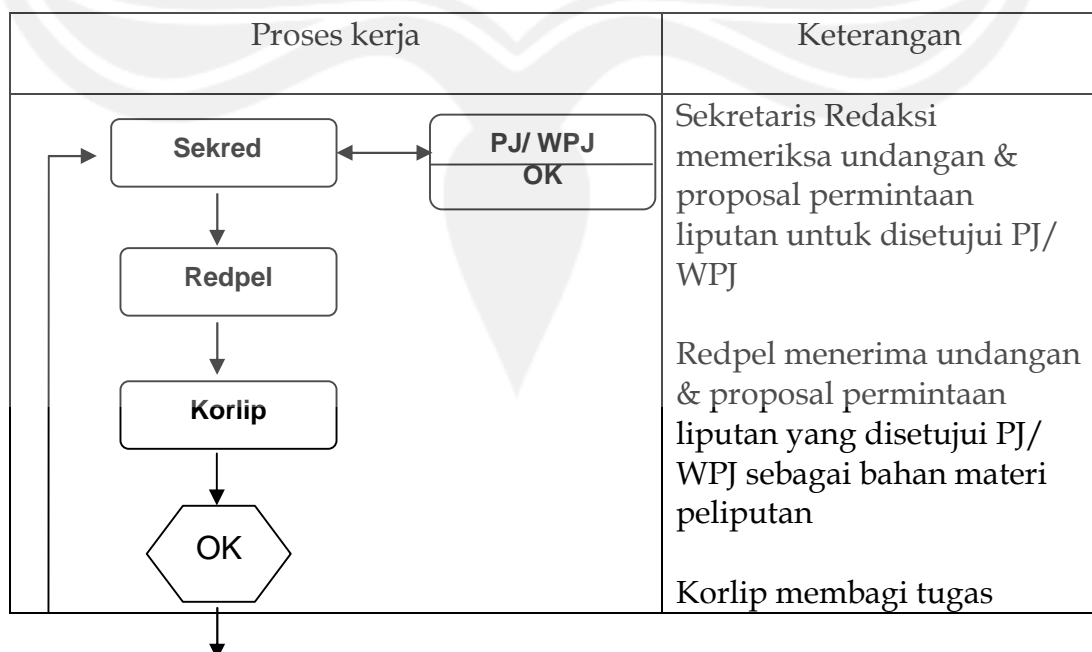 Proses kerja
Keterangan
Sekred
PJ/ WPJ
OK
Redpel
Korlip
OK
Sekretaris Redaksi
memeriksa undangan &
proposal permintaan
liputan untuk disetujui PJ/
WPJ
Redpel menerima undangan
& proposal permintaan
liputan yang disetujui PJ/
WPJ sebagai bahan materi
peliputan
Korlip membagi tugas